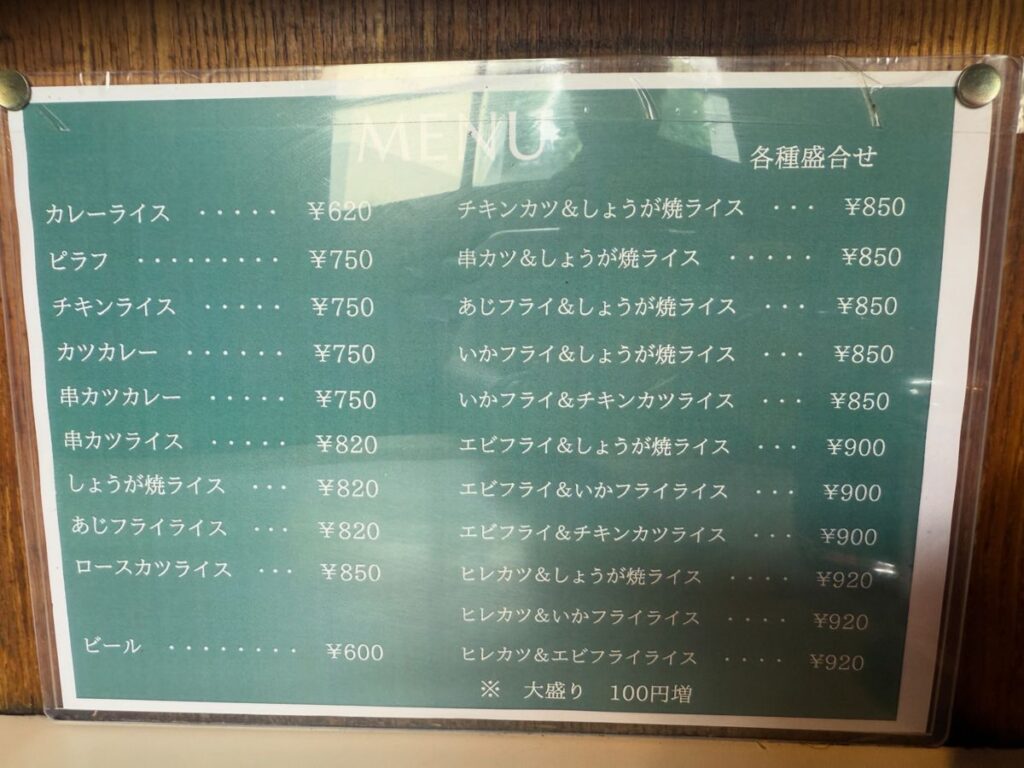 MENU
カレーライス ····· ¥620
ピラフ ········· ¥750
チキンライス ····· ¥750
カツカレー ······ ¥750
串カツカレー ····· ¥750
串カツライス ····· ¥820
しょうが焼ライス ··· ¥820
あじフライライス ··· ¥820
ロースカツライス ··· ¥850
ビール ········ ¥600
各種盛合せ
チキンカツ&しょうが焼ライス ··· ¥850
串カツ&しょうが焼ライス ····· ¥850
あじフライ&しょうが焼ライス ··· ¥850
いかフライ&しょうが焼ライス ··· ¥850
いかフライ&チキンカツライス ··· ¥850
エビフライ&しょうが焼ライス ··· ¥900
エビフライ&いかフライライス ··· ¥900
エビフライ&チキンカツライス ··· ¥900
ヒレカツ&しょうが焼ライス ···· ¥920
ヒレカツ&いかフライライス ···· ¥920
ヒレカツ&エビフライライス ···· ¥920
※ 大盛り 100円増